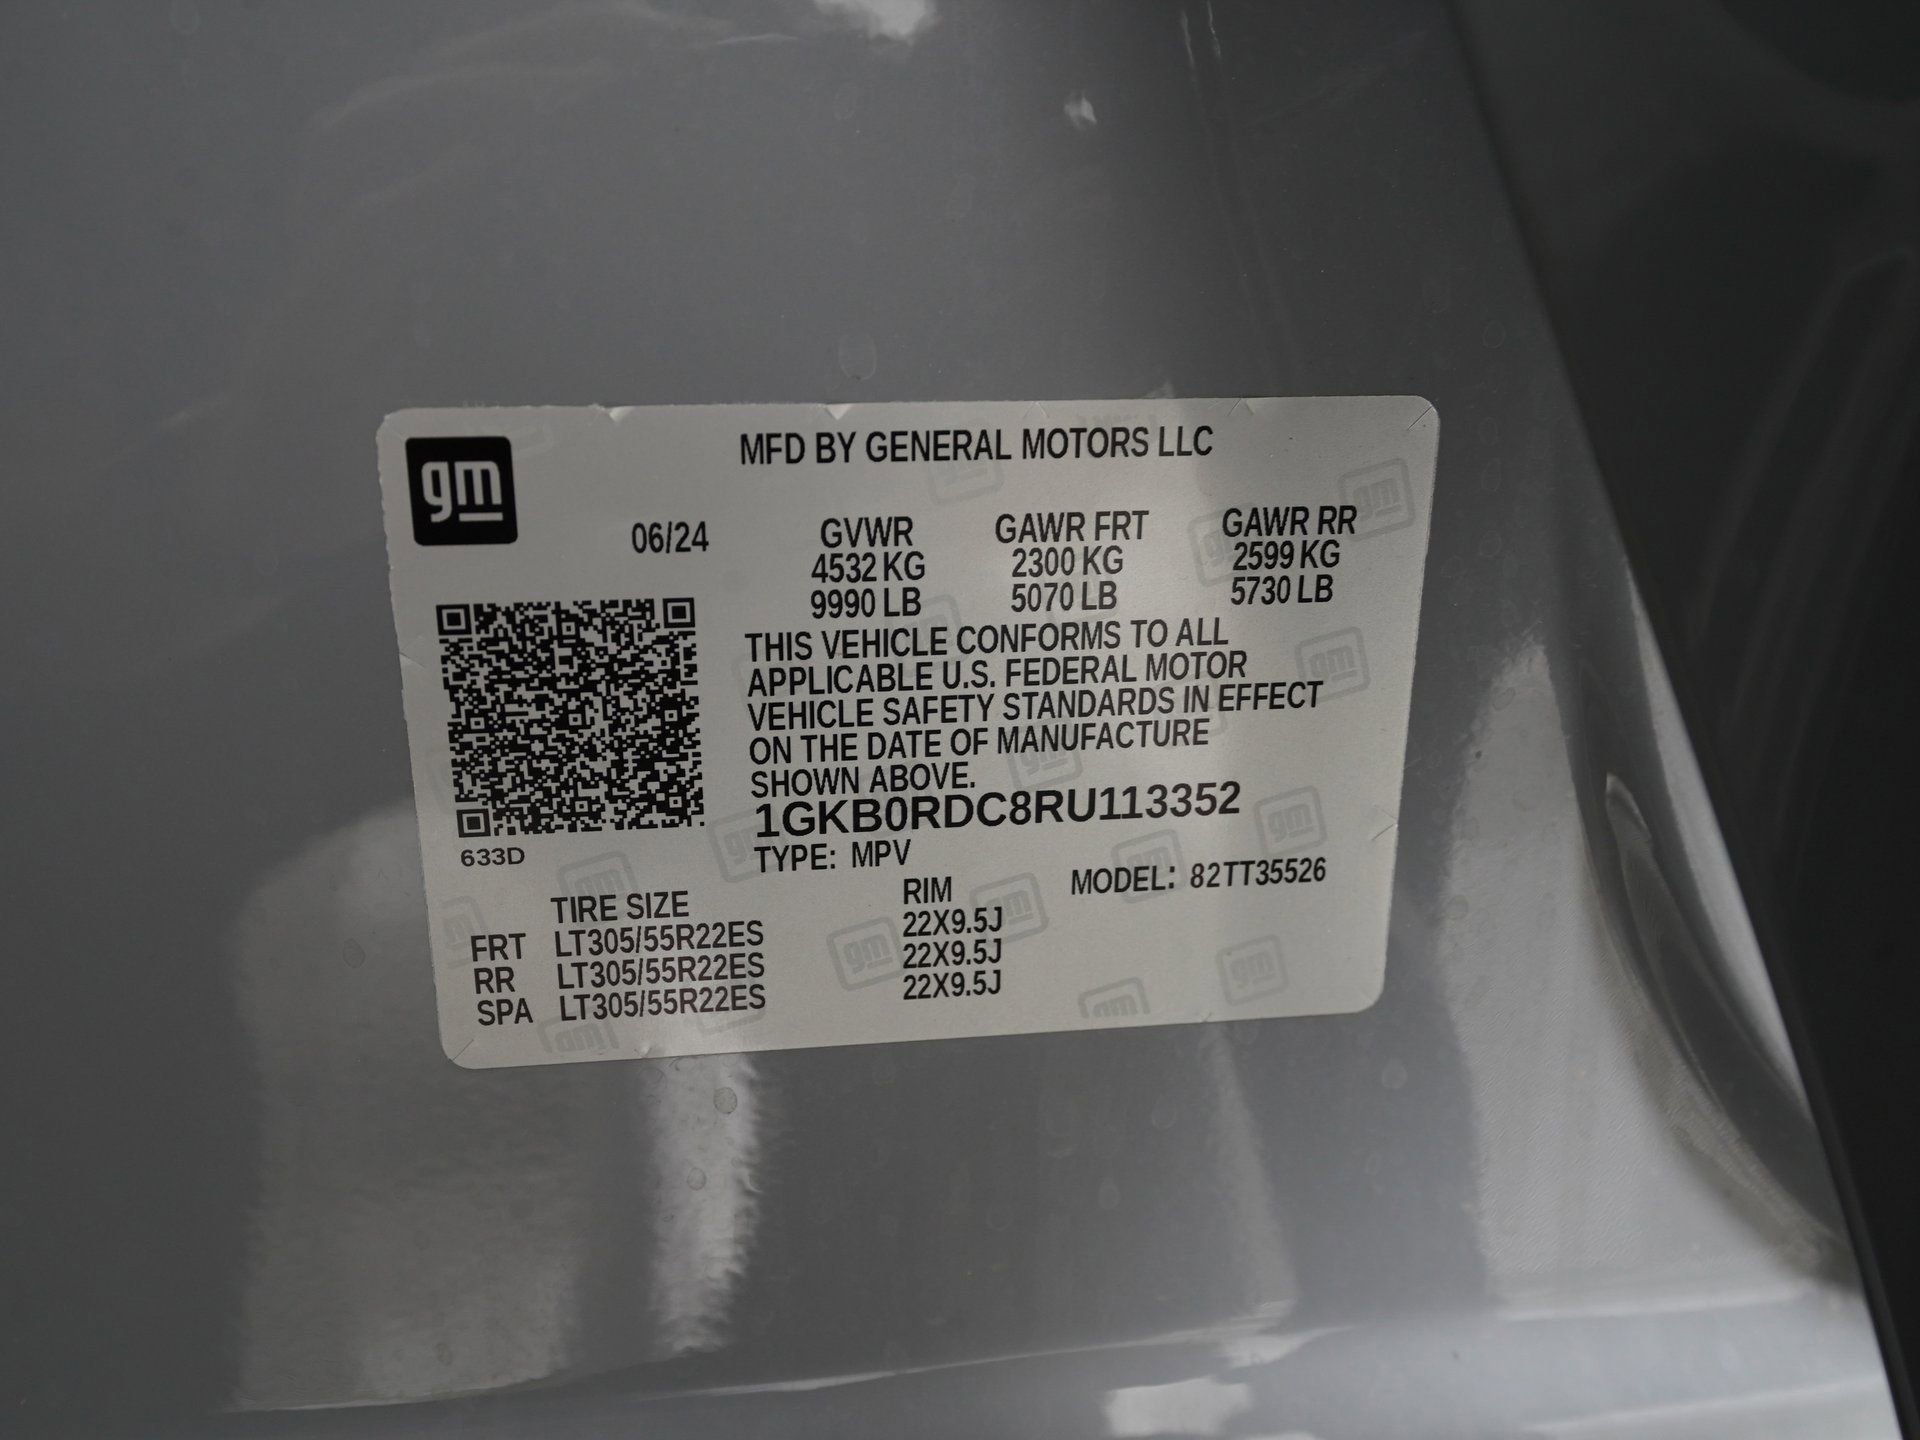 gm
MFD BY GENERAL MOTORS LLC
06/24 GVWR GAWR FRT GAWR RR
4532 KG 2300 KG 2599 KG
9990 LB 5070 LB 5730 LB
THIS VEHICLE CONFORMS TO ALL
APPLICABLE U.S. FEDERAL MOTOR
VEHICLE SAFETY STANDARDS IN EFFECT
ON THE DATE OF MANUFACTURE
SHOWN ABOVE.
1GKB0RDC8RU113352
633D
TYPE: MPV
MODEL: 82TT35526
TIRE SIZE RIM
FRT LT305/55R22ES 22X9.5J
RR LT305/55R22ES 22X9.5J
SPA LT305/55R22ES 22X9.5J